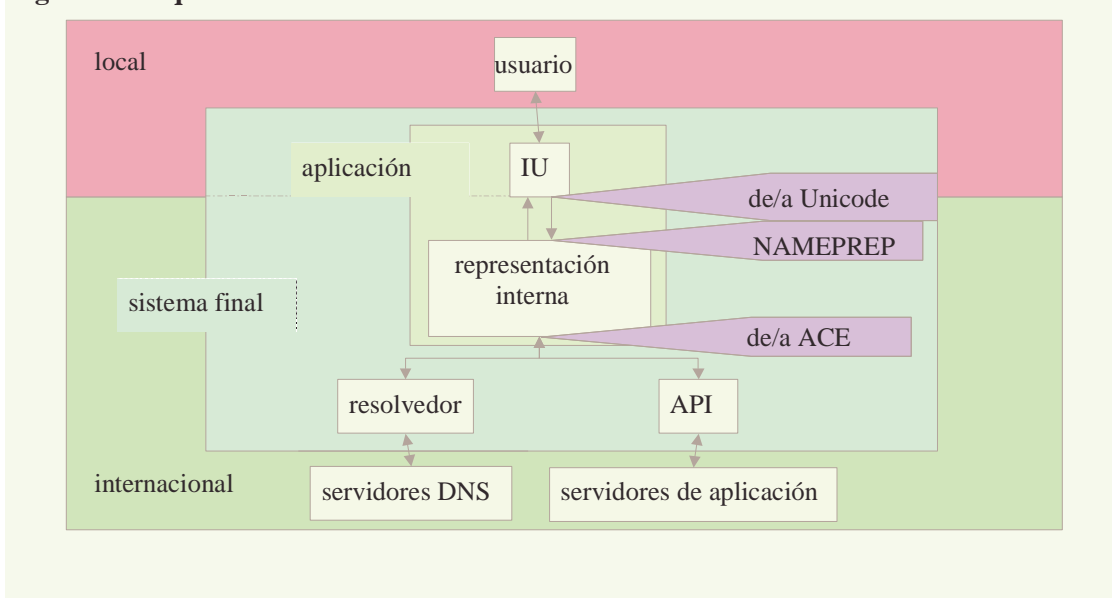 local
usuario
aplicación
IU
de/a Unicode
NAMEPREP
representación
interna
sistema final
de/a ACE
resolvedor
API
internacional
servidores DNS
servidores de aplicación